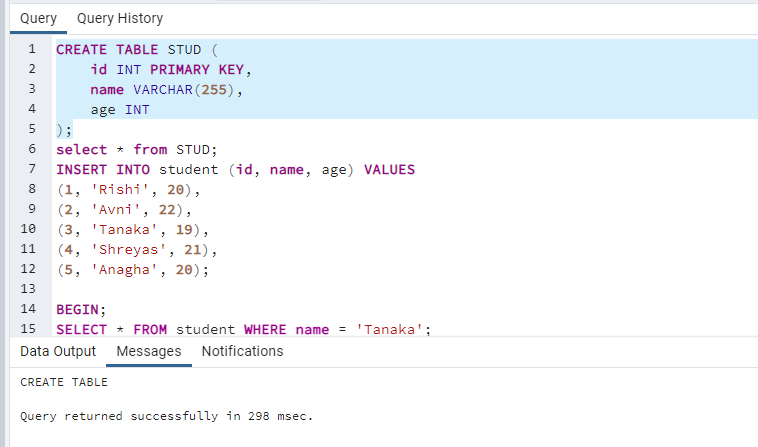 Query Query History
1 CREATE TABLE STUD (
2 id INT PRIMARY KEY,
3 name VARCHAR(255),
4 age INT
5 );
6 select * from STUD;
7 INSERT INTO student (id, name, age) VALUES
8 (1, 'Rishi', 20),
9 (2, 'Avni', 22),
10 (3, 'Tanaka', 19),
11 (4, 'Shreyas', 21),
12 (5, 'Anagha', 20);
13
14 BEGIN;
15 SELECT * FROM student WHERE name = 'Tanaka';
Data Output Messages Notifications
CREATE TABLE
Query returned successfully in 298 msec.